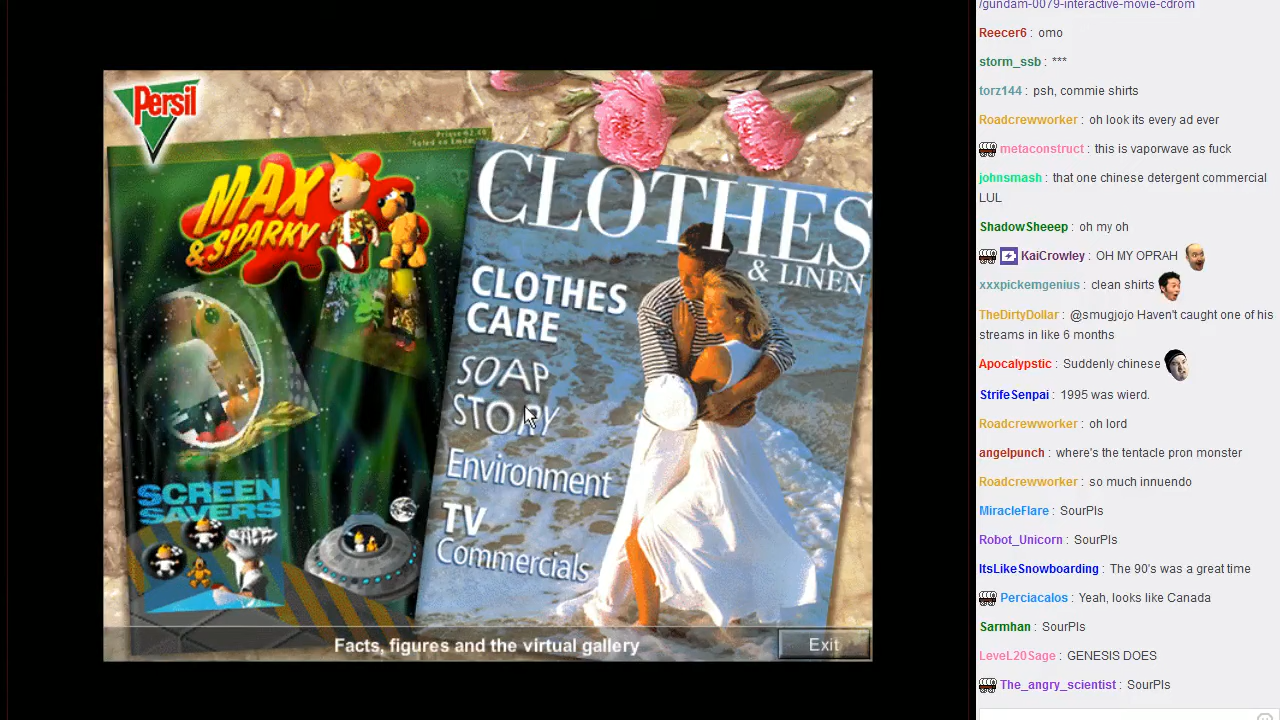 Persil
MAX
& SPARKY
SCREEN
SAVERS
CLOTHES
& LINEN
CLOTHES
CARE
SOAP
STORY
Environment
TV
Commercials
Facts, figures and the virtual gallery
Exit
/gundam-0079-interactive-movie-cdrom
Reecer6 : omo
storm_ssb : ***
torz144 : psh, commie shirts
Roadcrewworker : oh look its every ad ever
metaconstruct : this is vaporwave as fuck
johnsmash : that one chinese detergent commercial
LUL
ShadowSheeep : oh my oh
KaiCrowley : OH MY OPRAH
xxxpickemgenius : clean shirts
TheDirtyDollar : @smugjojo Haven't caught one of his
streams in like 6 months
Apocalypstic : Suddenly chinese
StrifeSenpai : 1995 was wierd.
Roadcrewworker : oh lord
angelpunch : where's the tentacle pron monster
Roadcrewworker : so much innuendo
MiracleFlare : SourPls
Robot_Unicorn : SourPls
ItsLikeSnowboarding : The 90's was a great time
Perciacalos : Yeah, looks like Canada
Sarmhan : SourPls
LeveL20Sage : GENESIS DOES
The_angry_scientist : SourPls